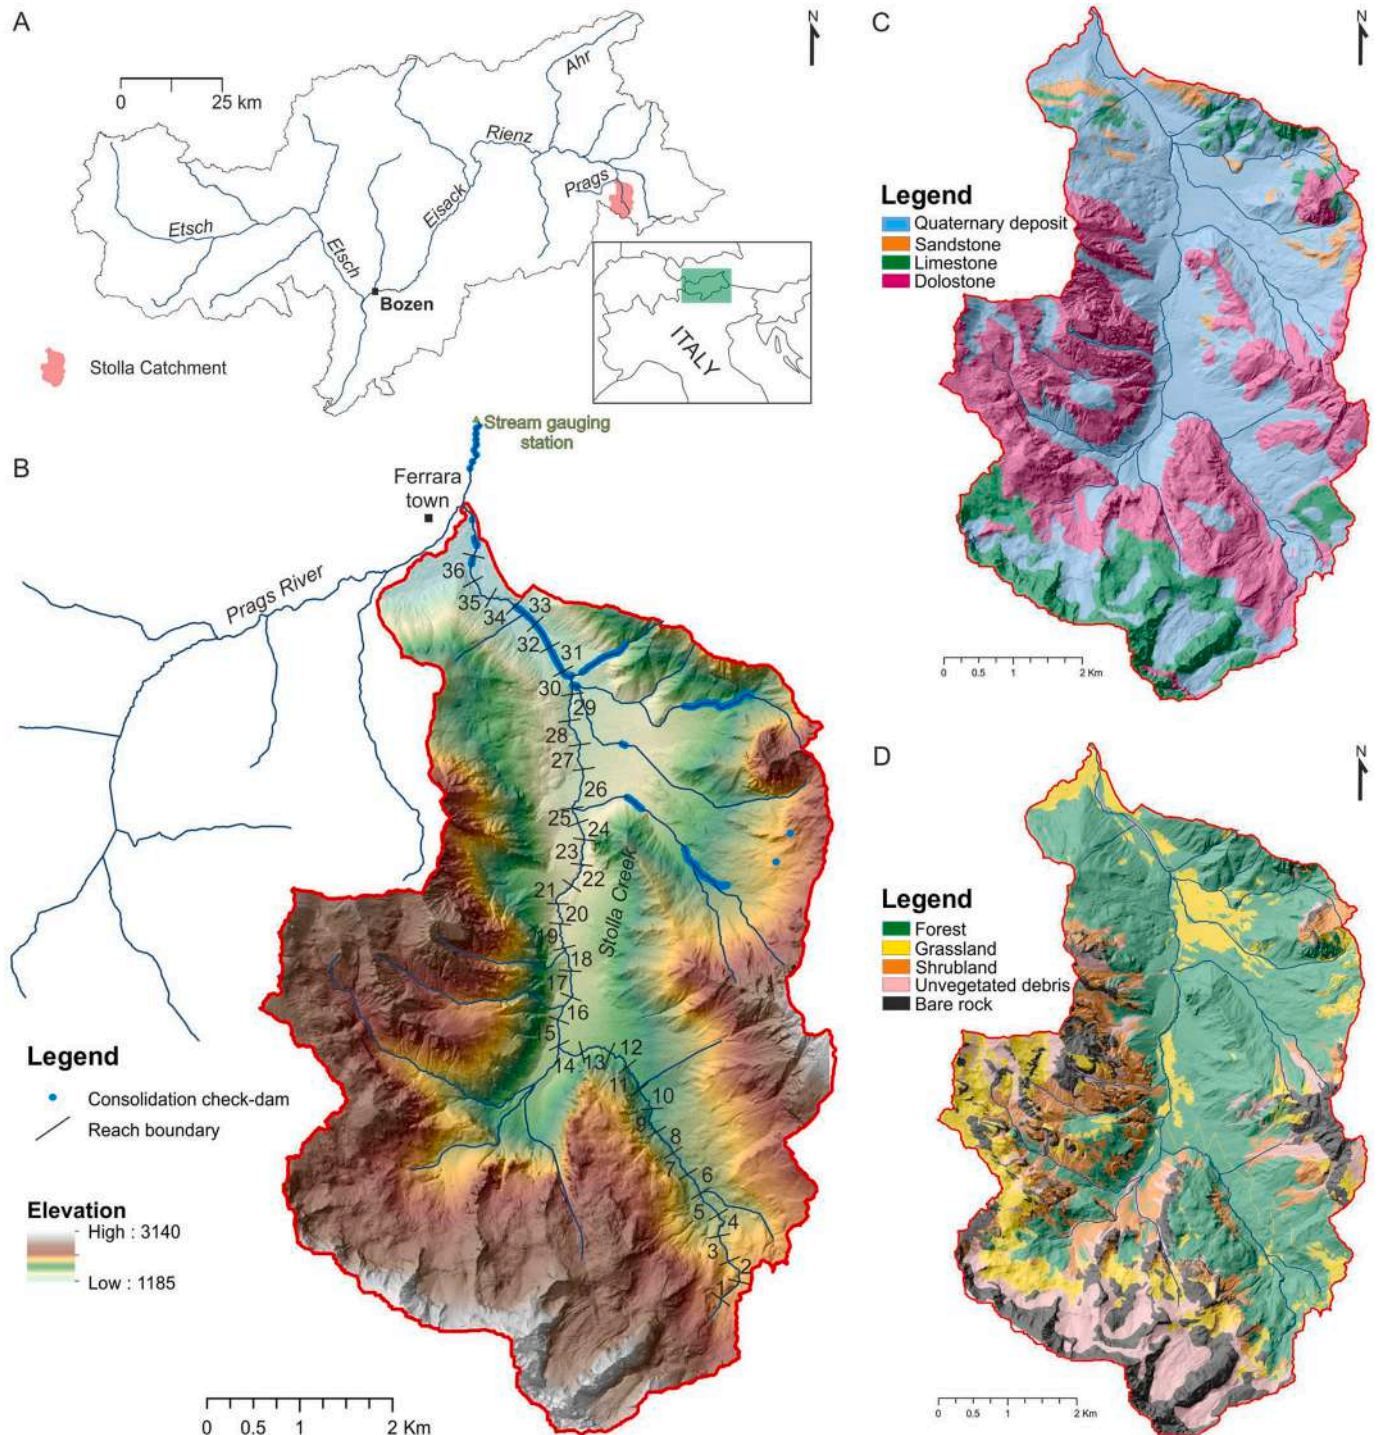 A
N
0 25 km
Ahr
Rienz
Prags
Eisack
Etsch
Etsch
Bozen
ITALY
Stolla Catchment
Stream gauging
station
B
Ferrara
town
Prags River
36
35
34
33
32
31
30
29
28
27
26
25
24
23
22
21
20
19
18
17
16
5
14
13
12
11
10
9
8
7
6
5
4
3
2
1
Stolla Creek
Legend
Consolidation check-dam
Reach boundary
Elevation
High : 3140
Low : 1185
0 0.5 1 2 Km
C
N
Legend
Quaternary deposit
Sandstone
Limestone
Dolostone
0 0.5 1 2 Km
D
N
Legend
Forest
Grassland
Shrubland
Unvegetated debris
Bare rock
0 0.5 1 2 Km